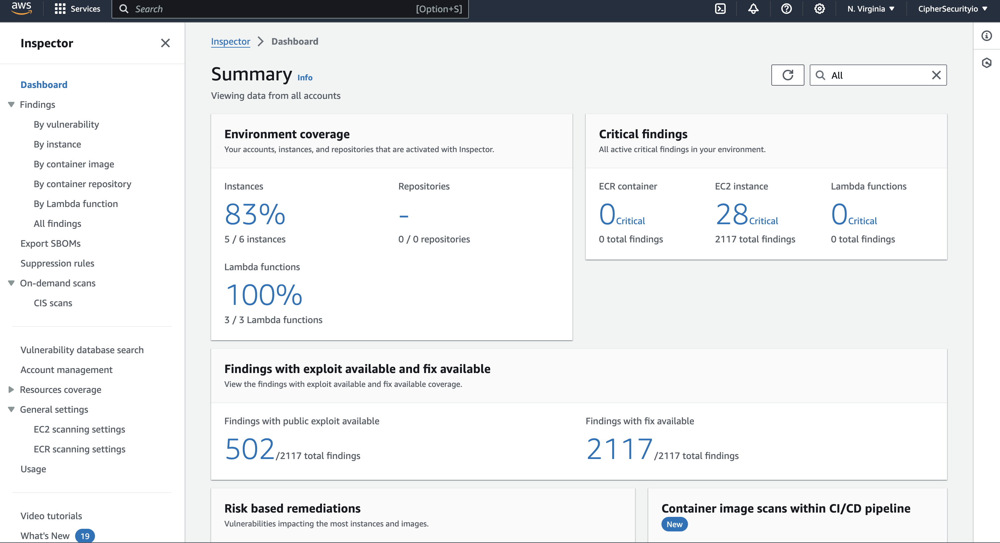 aws
Services
Search
[Option+S]
N. Virginia
CipherSecurityio
Inspector
Dashboard
Findings
By vulnerability
By instance
By container image
By container repository
By Lambda function
All findings
Export SBOMs
Suppression rules
On-demand scans
CIS scans
Vulnerability database search
Account management
Resources coverage
General settings
EC2 scanning settings
ECR scanning settings
Usage
Video tutorials
What's New 19
Inspector Dashboard
Summary Info
Viewing data from all accounts
All
Environment coverage
Your accounts, instances, and repositories that are activated with Inspector.
Instances
83%
5 / 6 instances
Repositories
-
0 / 0 repositories
Lambda functions
100%
3 / 3 Lambda functions
Critical findings
All active critical findings in your environment.
ECR container
0 Critical
0 total findings
EC2 instance
28 Critical
2117 total findings
Lambda functions
0 Critical
0 total findings
Findings with exploit available and fix available
View the findings with exploit available and fix available coverage.
Findings with public exploit available
502 /2117 total findings
Findings with fix available
2117 /2117 total findings
Risk based remediations
Vulnerabilities impacting the most instances and images.
Container image scans within CI/CD pipeline
New